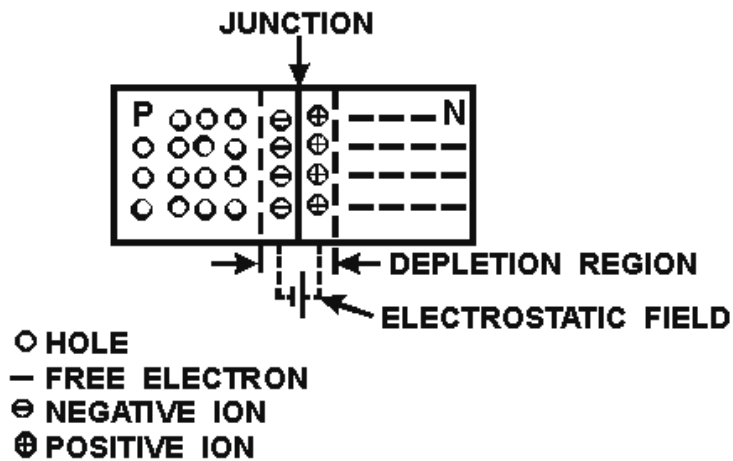 JUNCTION
P
N
DEPLETION REGION
ELECTROSTATIC FIELD
HOLE
FREE ELECTRON
NEGATIVE ION
POSITIVE ION